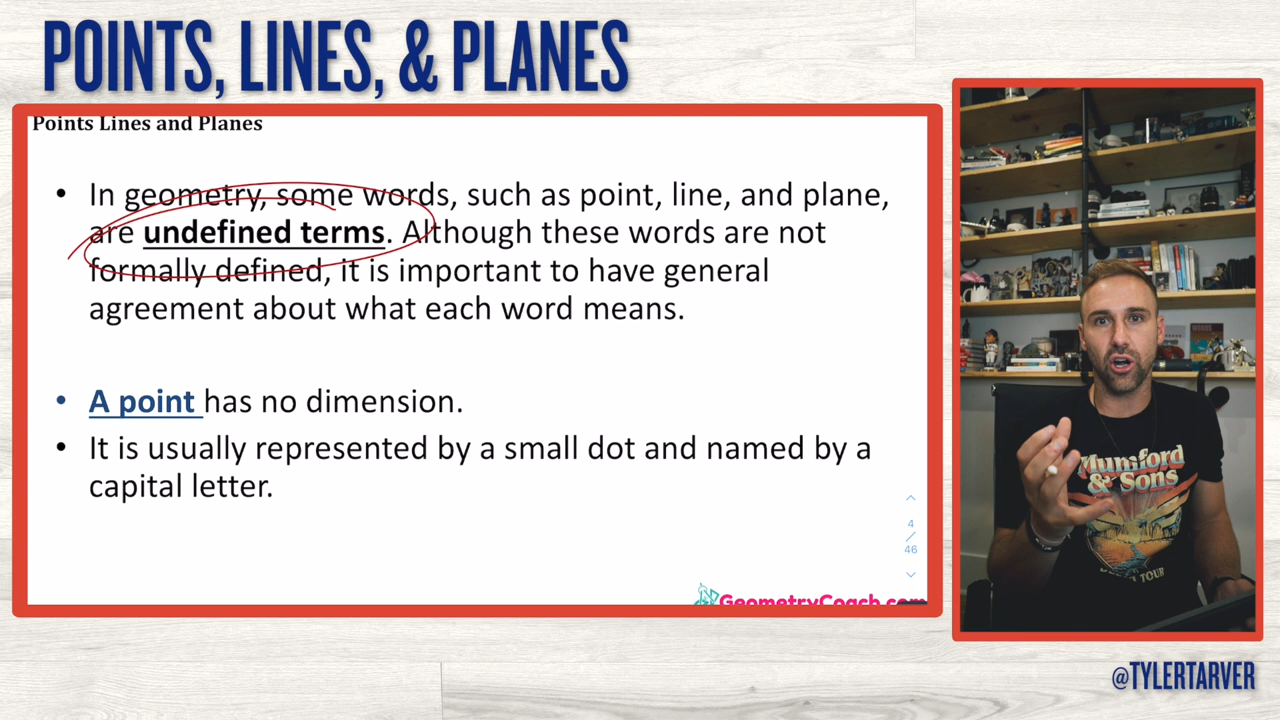 POINTS, LINES, & PLANES
Points Lines and Planes
• In geometry, some words, such as point, line, and plane,
are undefined terms. Although these words are not
formally defined, it is important to have general
agreement about what each word means.
• A point has no dimension.
• It is usually represented by a small dot and named by a
capital letter.
4
/
46
GeometryCoach.com
Mumford
& Sons
TOUR
@TYLERTARVER